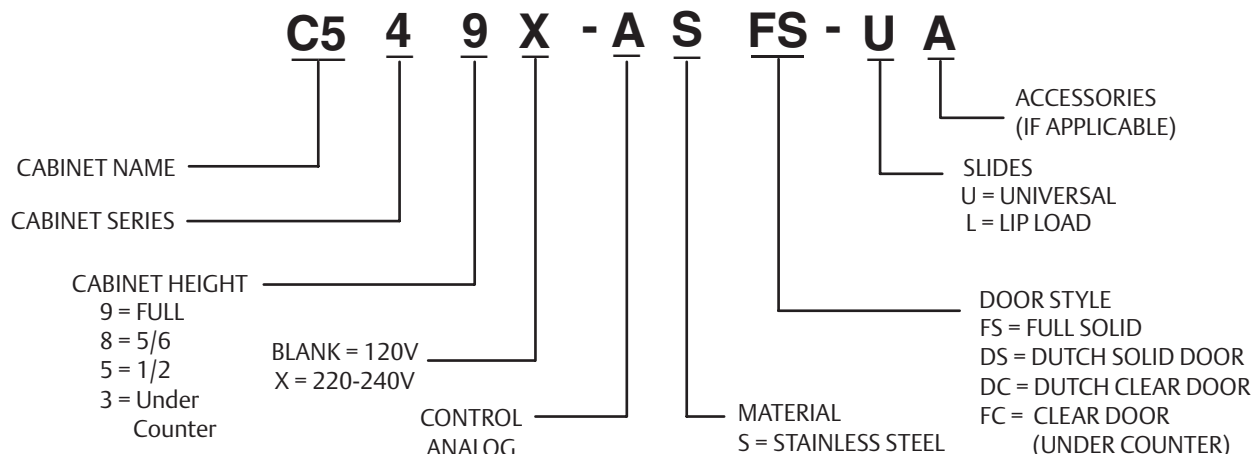 C5 4 9 X - A S FS - U A
ACCESSORIES
(IF APPLICABLE)
CABINET NAME
SLIDES
U = UNIVERSAL
L = LIP LOAD
CABINET SERIES
CABINET HEIGHT
9 = FULL
8 = 5/6
5 = 1/2
3 = Under
Counter
BLANK = 120V
X = 220-240V
CONTROL
ANALOG
MATERIAL
S = STAINLESS STEEL
DOOR STYLE
FS = FULL SOLID
DS = DUTCH SOLID DOOR
DC = DUTCH CLEAR DOOR
FC = CLEAR DOOR
(UNDER COUNTER)